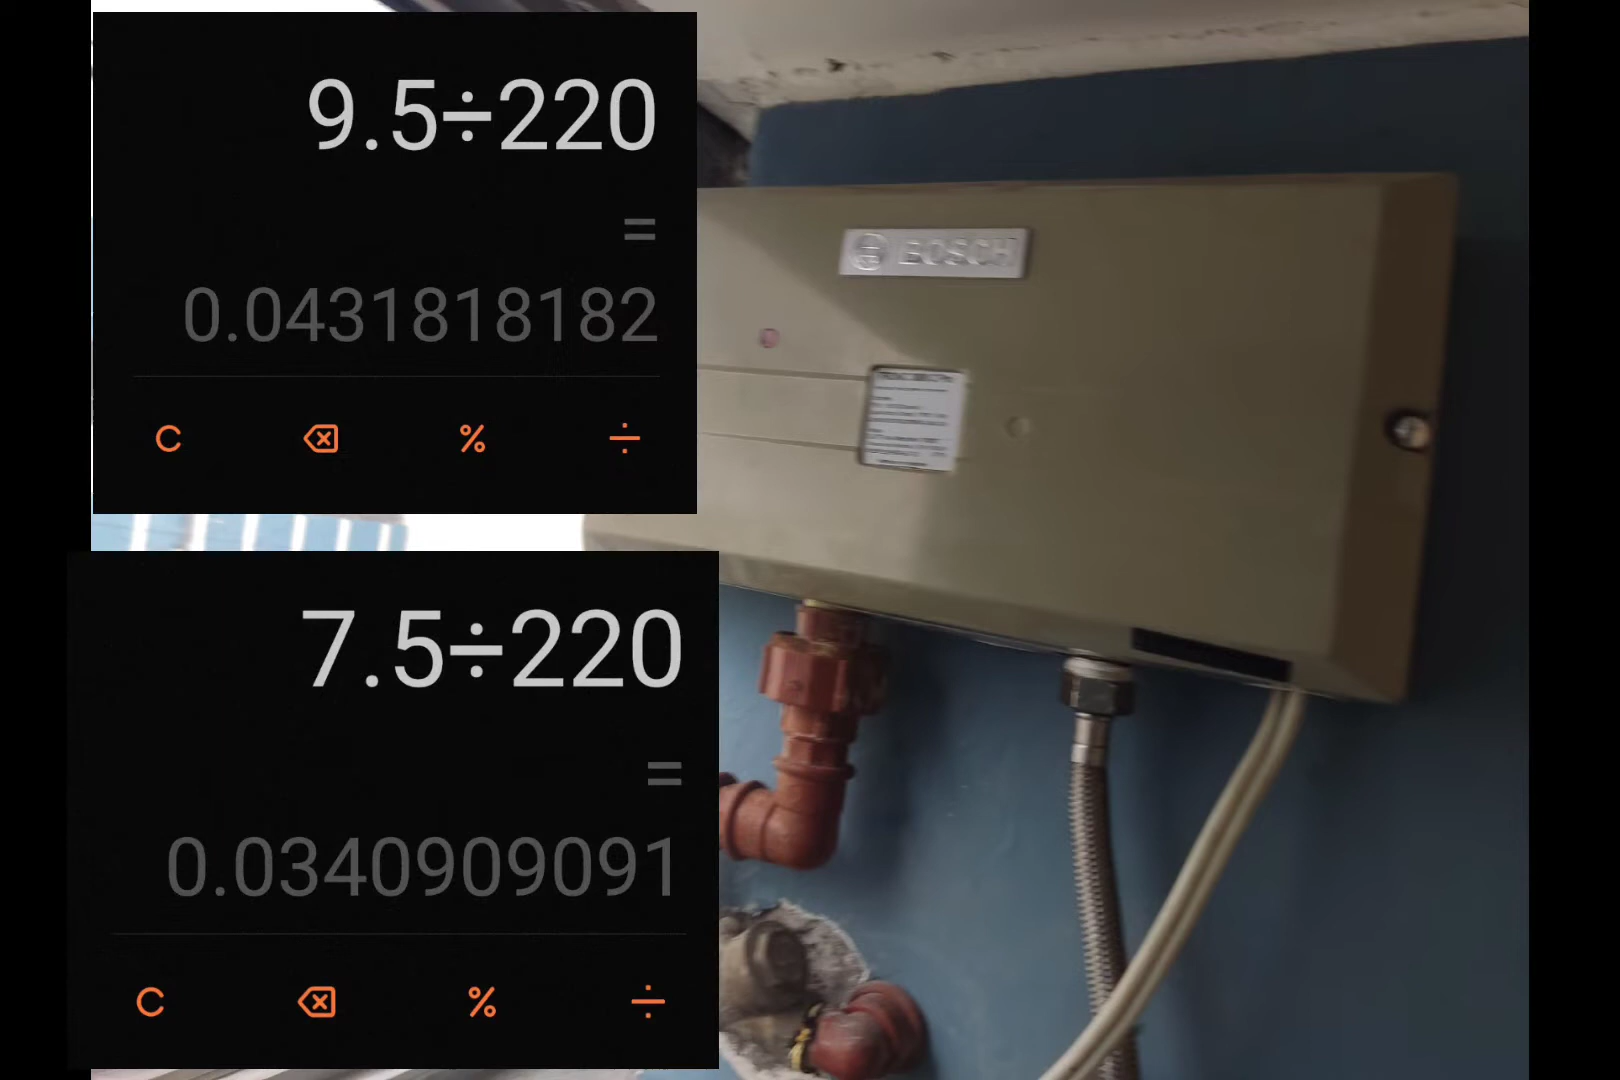 9.5÷220
=
0.0431818182
C % ÷
7.5÷220
=
0.0340909091
C % ÷
BOSCH